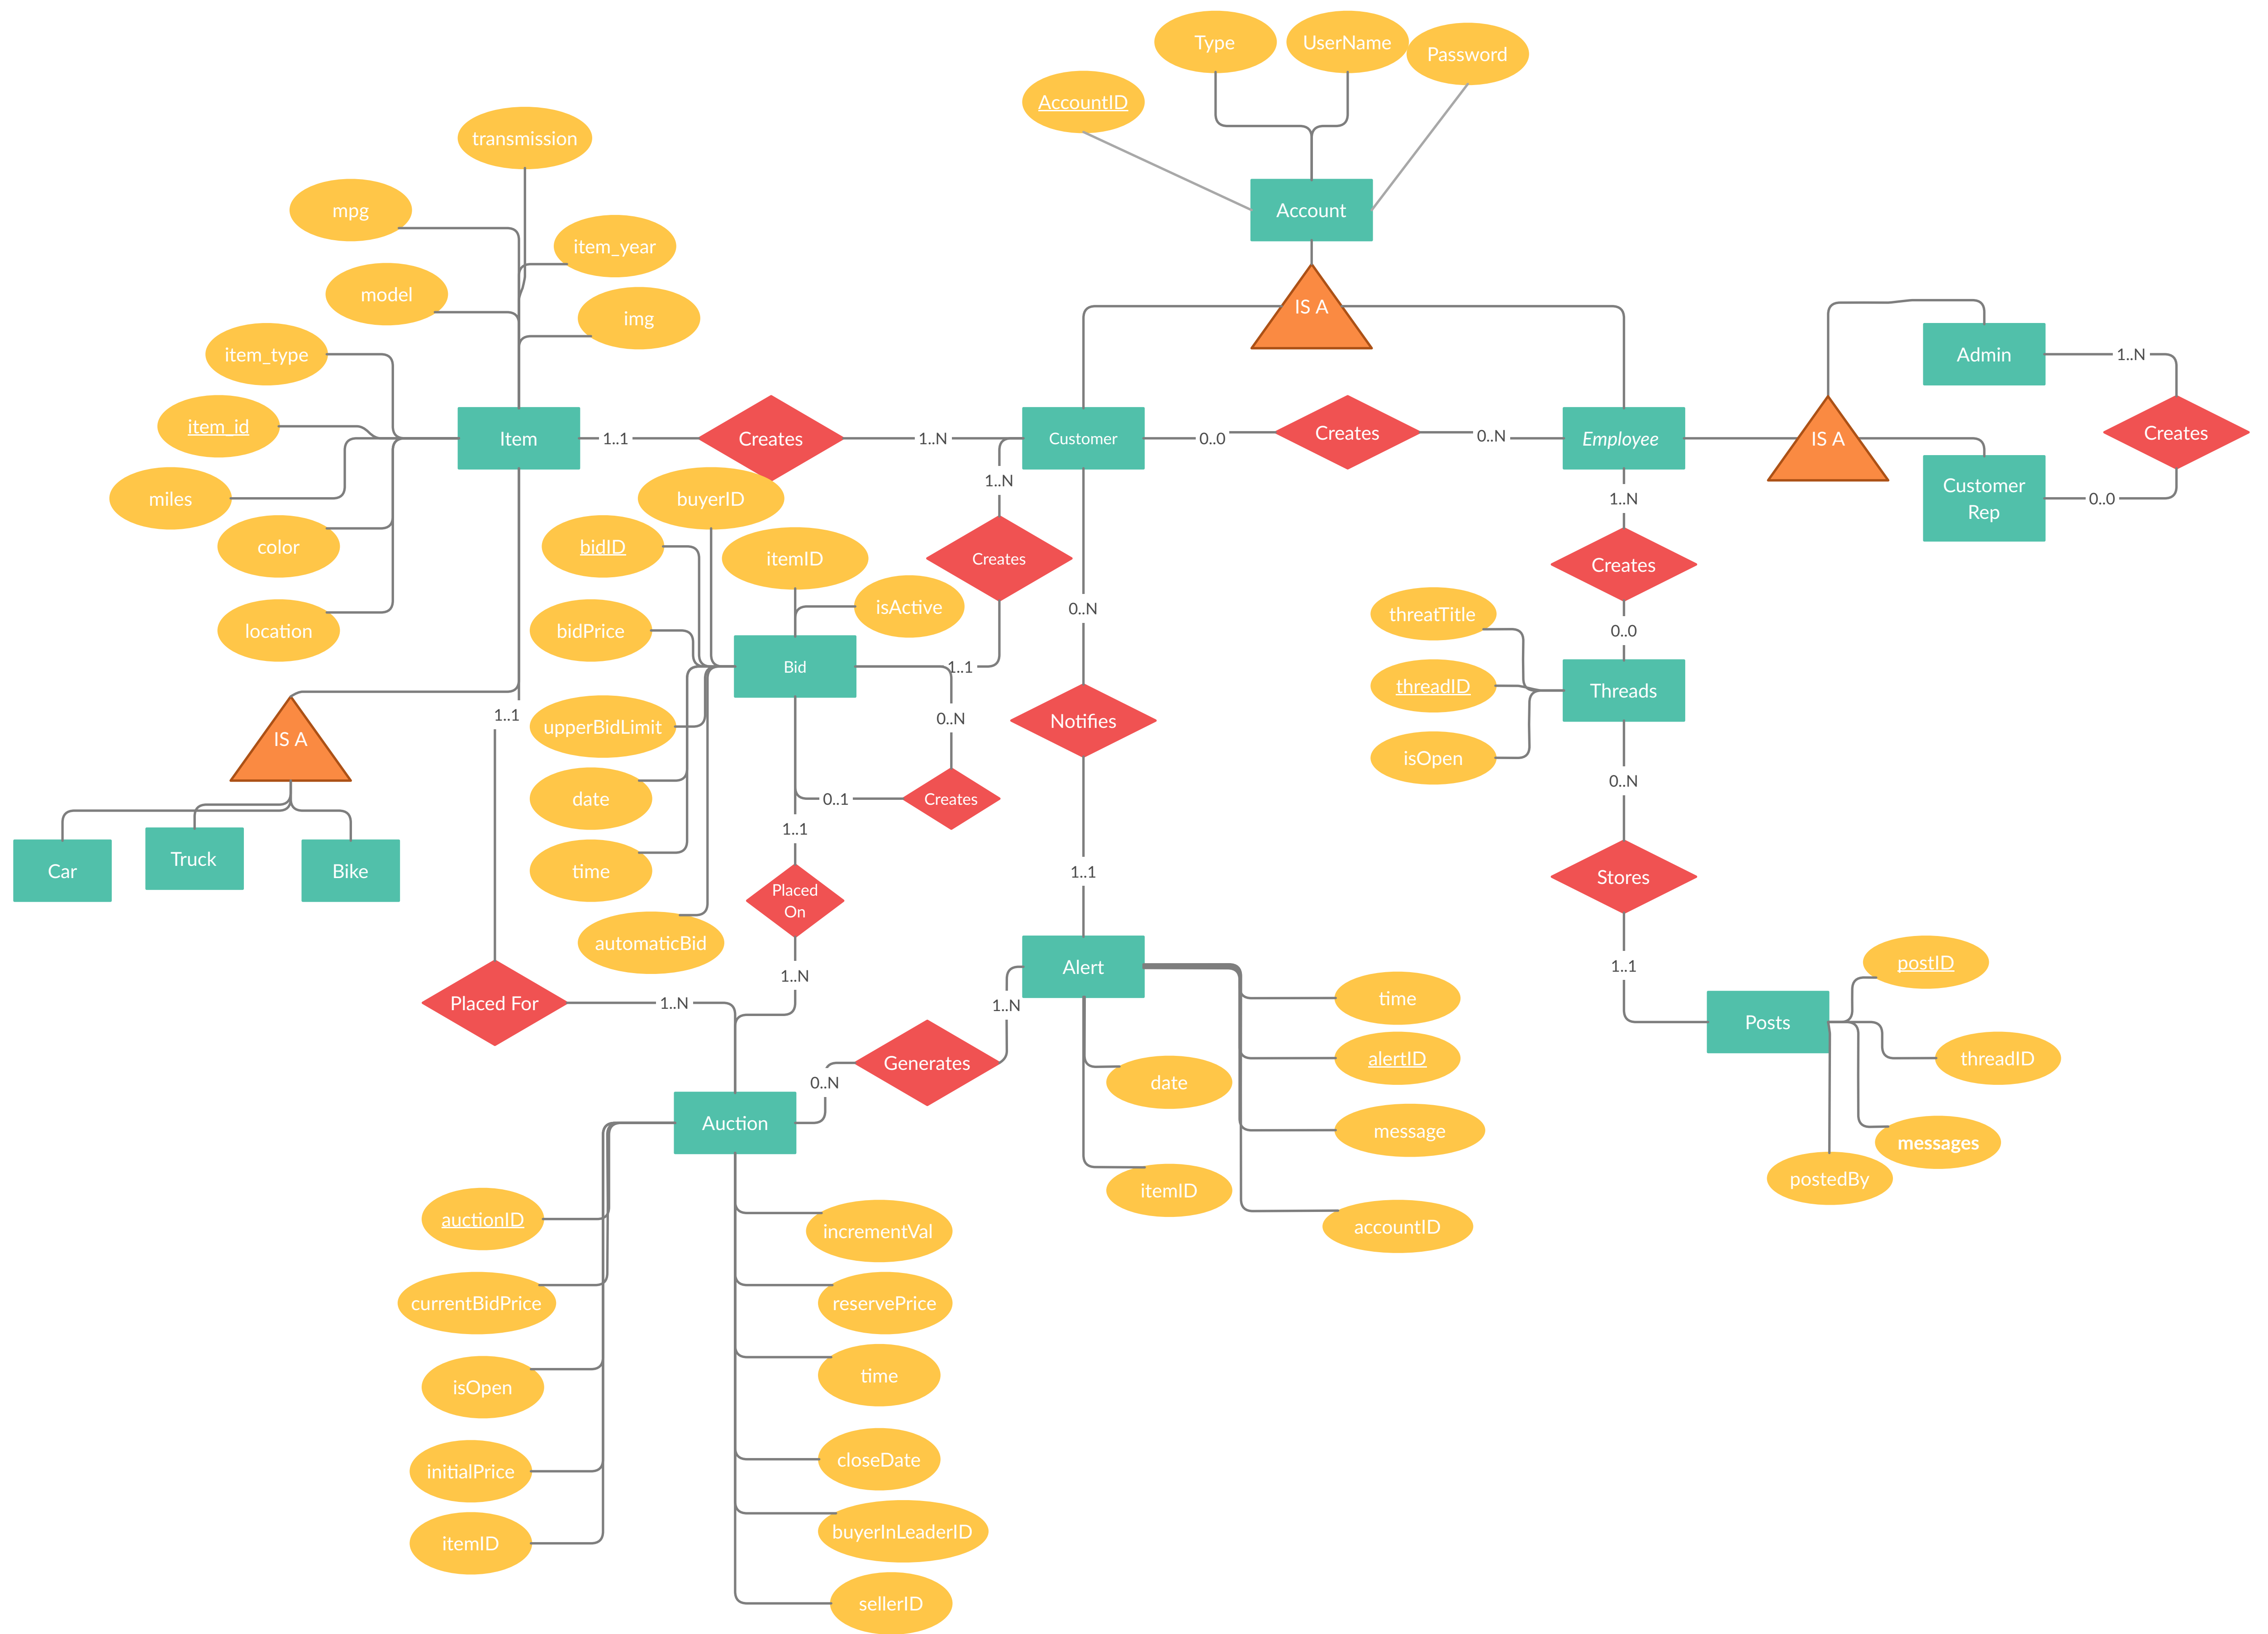 Type
UserName
Password
AccountID
transmission
mpg
Account
item_year
model
img
IS A
item_type
Admin
1..N
item_id
Item
1..1
Creates
1..N
Customer
0..0
Creates
0..N
Employee
IS A
Creates
miles
buyerID
1..N
1..N
Customer
Rep
0..0
color
bidID
itemID
Creates
Creates
isActive
threatTitle
0..N
location
bidPrice
0..0
Bid
1..1
threadID
Threads
1..1
upperBidLimit
0..N
Notifies
IS A
isOpen
0..N
date
0..1
Creates
1..1
Car
Truck
Bike
time
1..1
Stores
Placed
On
automaticBid
Alert
1..1
postID
Placed For
1..N
1..N
1..N
time
Posts
Generates
0..N
date
alertID
threadID
Auction
message
messages
itemID
postedBy
auctionID
incrementVal
accountID
currentBidPrice
reservePrice
isOpen
time
initialPrice
closeDate
itemID
buyerInLeaderID
sellerID